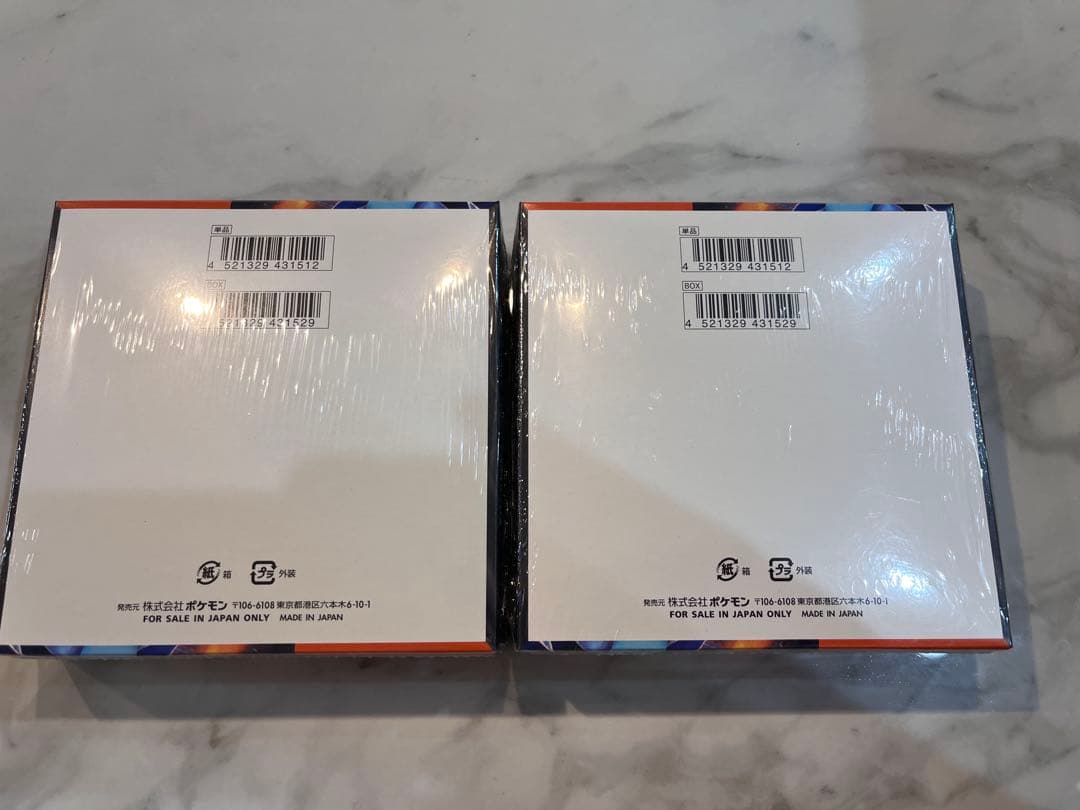 単品
4 521329 431512
BOX
4 521329 431529
紙 箱 プラ 外装
発売元 株式会社ポケモン 〒106-6108 東京都港区六本木6-10-1
FOR SALE IN JAPAN ONLY MADE IN JAPAN
単品
4 521329 431512
BOX
4 521329 431529
紙 箱 プラ 外装
発売元 株式会社ポケモン 〒106-6108 東京都港区六本木6-10-1
FOR SALE IN JAPAN ONLY MADE IN JAPAN